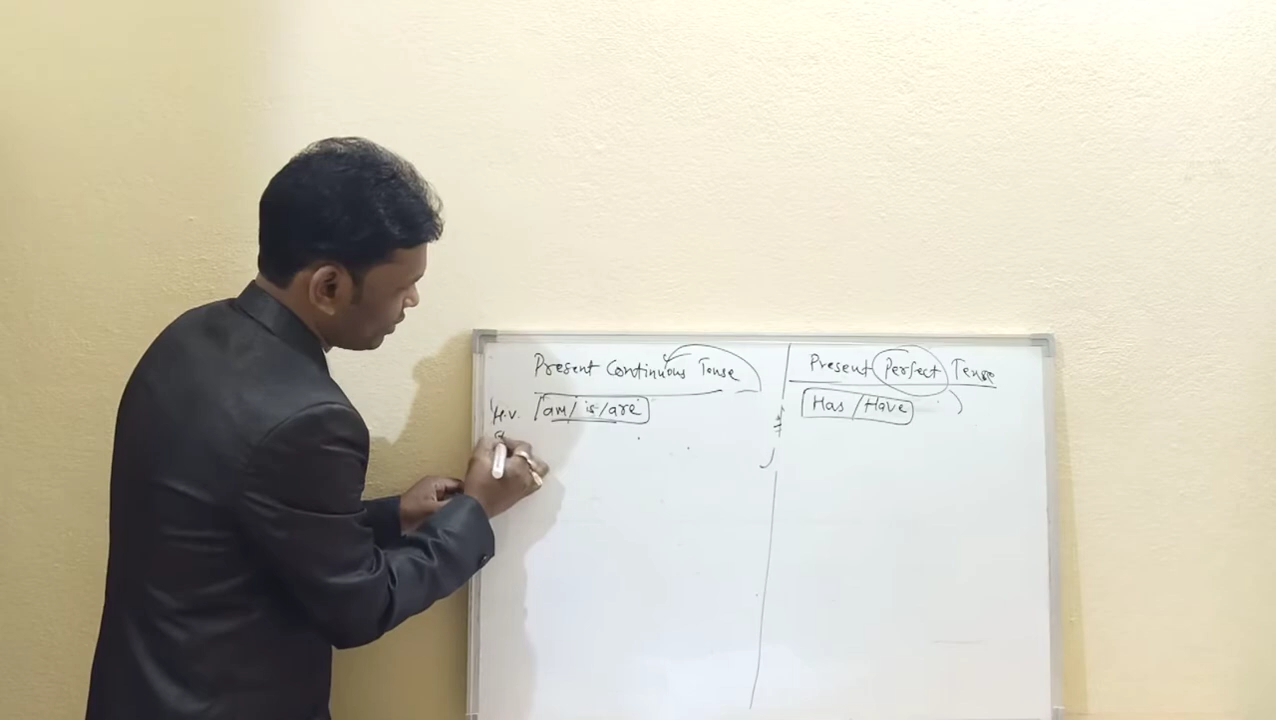 Present Continuous Tense
H.V. am/is/are
Present Perfect Tense
Has/Have